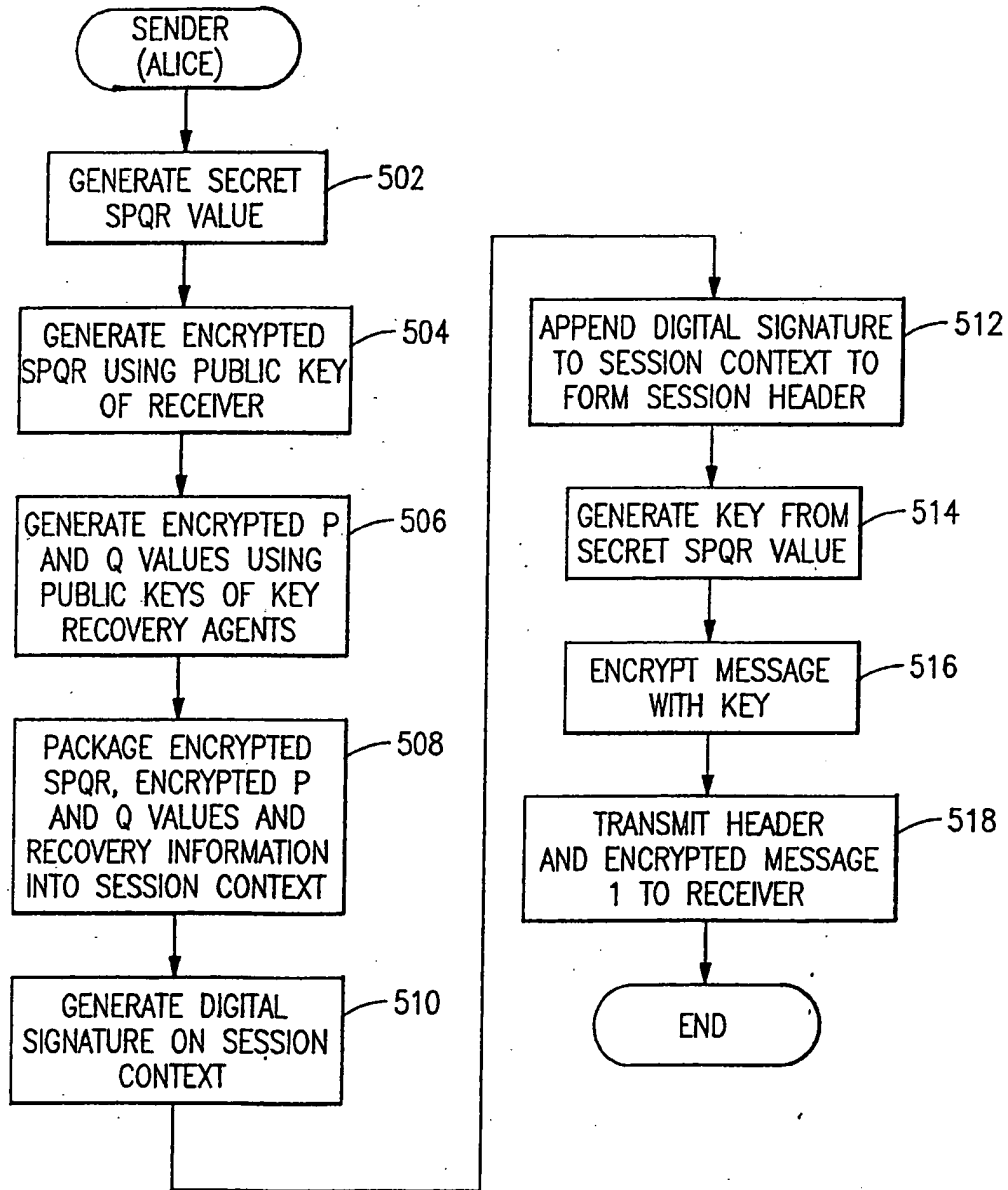 SENDER
(ALICE)
GENERATE SECRET
SPQR VALUE
502
GENERATE ENCRYPTED
SPQR USING PUBLIC KEY
OF RECEIVER
504
GENERATE ENCRYPTED P
AND Q VALUES USING
PUBLIC KEYS OF KEY
RECOVERY AGENTS
506
PACKAGE ENCRYPTED
SPQR, ENCRYPTED P
AND Q VALUES AND
RECOVERY INFORMATION
INTO SESSION CONTEXT
508
GENERATE DIGITAL
SIGNATURE ON SESSION
CONTEXT
510
APPEND DIGITAL SIGNATURE
TO SESSION CONTEXT TO
FORM SESSION HEADER
512
GENERATE KEY FROM
SECRET SPQR VALUE
514
ENCRYPT MESSAGE
WITH KEY
516
TRANSMIT HEADER
AND ENCRYPTED MESSAGE
1 TO RECEIVER
518
END